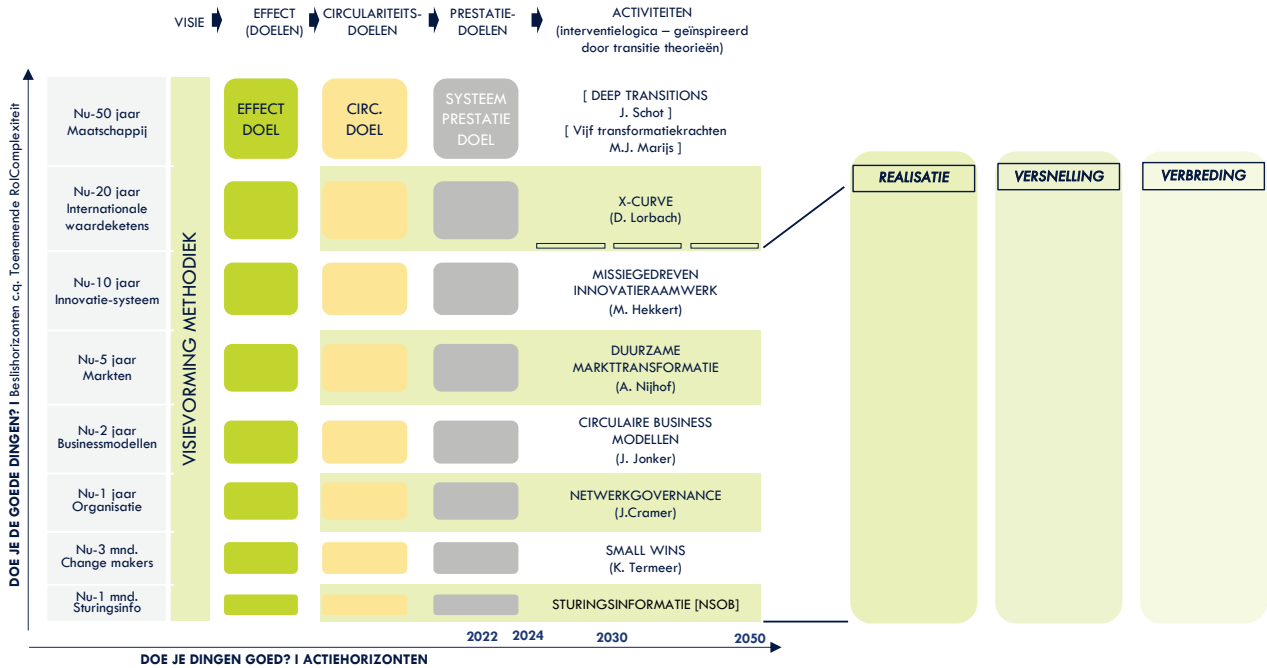 VISIE
EFFECT
(DOELEN)
CIRCULARITEITS-
DOELEN
PRESTATIE-
DOELEN
ACTIVITEITEN
(interventielogica – geïnspireerd
door transitie theorieën)
DOE JE DE GOEDE DINGEN? I Beslishorizonten c.q. Toenemende RolComplexiteit
VISIEVORMING METHODIEK
Nu-50 jaar
Maatschappij
EFFECT
DOEL
CIRC.
DOEL
SYSTEEM
PRESTATIE
DOEL
[ DEEP TRANSITIONS
J. Schot ]
[ Vijf transformatiekrachten
M.J. Marijs ]
Nu-20 jaar
Internationale
waardeketens
X-CURVE
(D. Lorbach)
Nu-10 jaar
Innovatie-systeem
MISSIEGEDREVEN
INNOVATIERAAMWERK
(M. Hekkert)
Nu-5 jaar
Markten
DUURZAME
MARKTTRANSFORMATIE
(A. Nijhof)
Nu-2 jaar
Businessmodellen
CIRCULAIRE BUSINESS
MODELLEN
(J. Jonker)
Nu-1 jaar
Organisatie
NETWERKGOVERNANCE
(J.Cramer)
Nu-3 mnd.
Change makers
SMALL WINS
(K. Termeer)
Nu-1 mnd.
Sturingsinfo
STURINGSINFORMATIE [NSOB]
REALISATIE
VERSNELLING
VERBREDING
2022 2024 2030 2050
DOE JE DINGEN GOED? I ACTIEHORIZONTEN